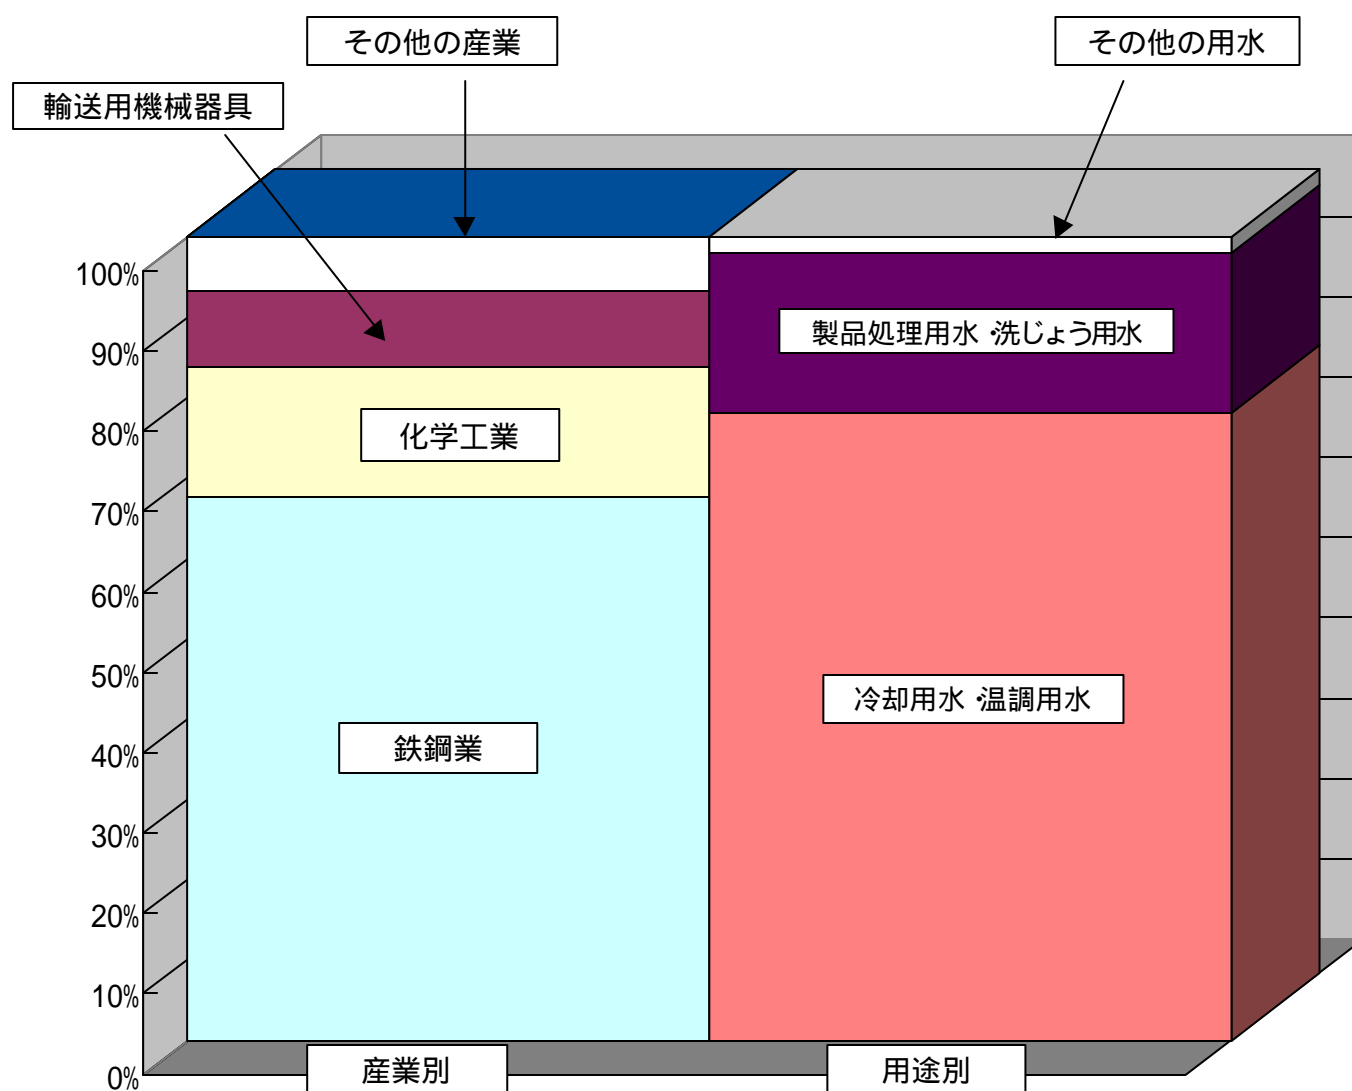 その他の産業
その他の用水
輸送用機械器具
100%
90%
80%
70%
60%
50%
40%
30%
20%
10%
0%
製品処理用水・洗じょう用水
化学工業
冷却用水・温調用水
鉄鋼業
産業別
用途別